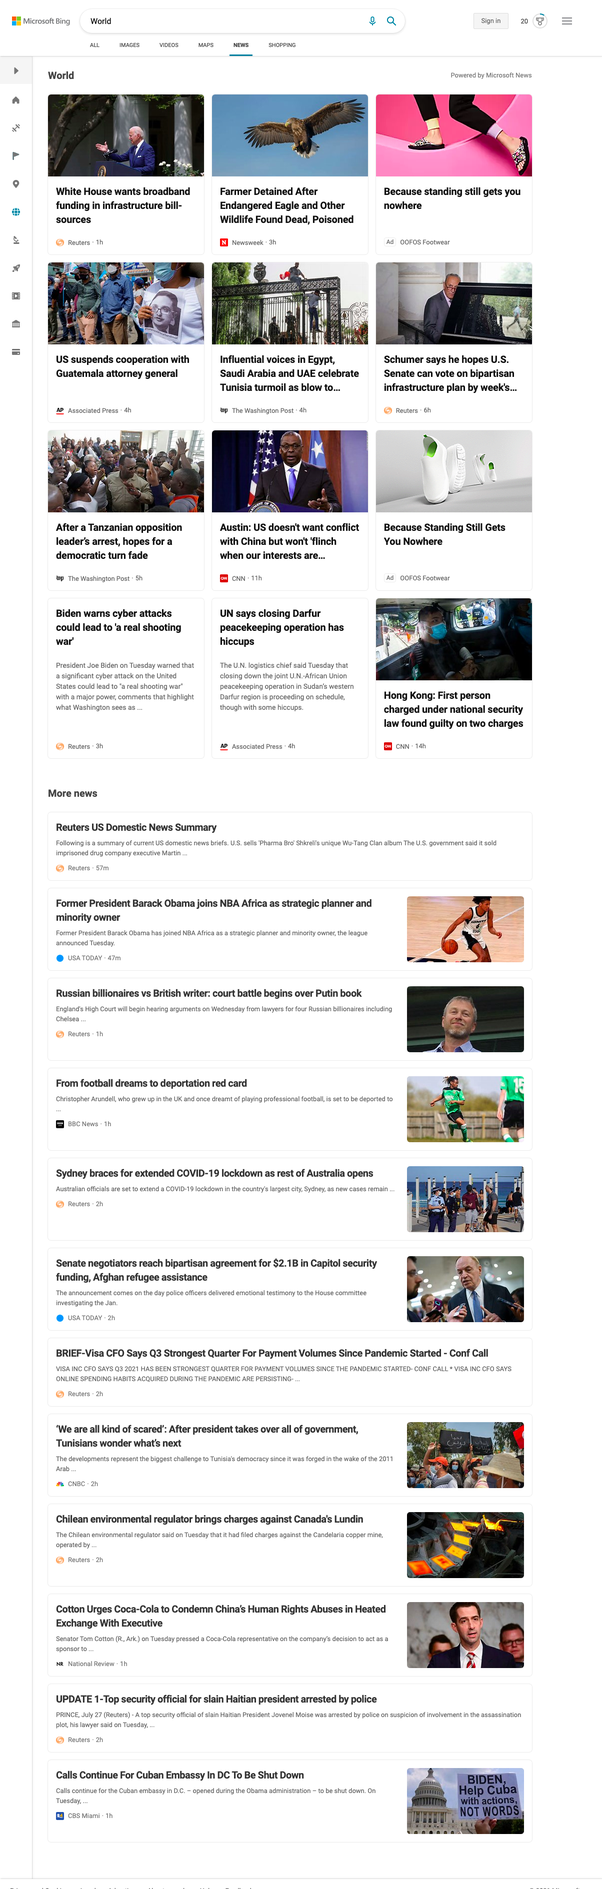 Microsoft Bing
World
Sign in
20
ALL
IMAGES
VIDEOS
MAPS
NEWS
SHOPPING
World
Powered by Microsoft News
White House wants broadband
funding in infrastructure bill-
sources
Reuters · 1h
Farmer Detained After
Endangered Eagle and Other
Wildlife Found Dead, Poisoned
Newsweek · 3h
Because standing still gets you
nowhere
Ad OOFOS Footwear
US suspends cooperation with
Guatemala attorney general
AP Associated Press · 4h
Influential voices in Egypt,
Saudi Arabia and UAE celebrate
Tunisia turmoil as blow to...
wp The Washington Post · 4h
Schumer says he hopes U.S.
Senate can vote on bipartisan
infrastructure plan by week's...
Reuters · 6h
After a Tanzanian opposition
leader's arrest, hopes for a
democratic turn fade
wp The Washington Post · 5h
Austin: US doesn't want conflict
with China but won't 'flinch
when our interests are...
CNN CNN · 11h
Because Standing Still Gets
You Nowhere
Ad OOFOS Footwear
Biden warns cyber attacks
could lead to 'a real shooting
war'
President Joe Biden on Tuesday warned that
a significant cyber attack on the United
States could lead to "a real shooting war"
with a major power, comments that highlight
what Washington sees as ...
Reuters · 3h
UN says closing Darfur
peacekeeping operation has
hiccups
The U.N. logistics chief said Tuesday that
closing down the joint U.N.-African Union
peacekeeping operation in Sudan's western
Darfur region is proceeding on schedule,
though with some hiccups.
AP Associated Press · 4h
Hong Kong: First person
charged under national security
law found guilty on two charges
CNN CNN · 14h
More news
Reuters US Domestic News Summary
Following is a summary of current US domestic news briefs. U.S. sells 'Pharma Bro' Shkreli's unique Wu-Tang Clan album The U.S. government said it sold
imprisoned drug company executive Martin ...
Reuters · 57m
Former President Barack Obama joins NBA Africa as strategic planner and
minority owner
Former President Barack Obama has joined NBA Africa as a strategic planner and minority owner, the league
announced Tuesday.
USA TODAY · 47m
Russian billionaires vs British writer: court battle begins over Putin book
England's High Court will begin hearing arguments on Wednesday from lawyers for four Russian billionaires including
Chelsea ...
Reuters · 1h
From football dreams to deportation red card
Christopher Arundell, who grew up in the UK and once dreamt of playing professional football, is set to be deported to
...
BBC News · 1h
Sydney braces for extended COVID-19 lockdown as rest of Australia opens
Australian officials are set to extend a COVID-19 lockdown in the country's largest city, Sydney, as new cases remain ...
Reuters · 2h
Senate negotiators reach bipartisan agreement for $2.1B in Capitol security
funding, Afghan refugee assistance
The announcement comes on the day police officers delivered emotional testimony to the House committee
investigating the Jan.
USA TODAY · 2h
BRIEF-Visa CFO Says Q3 Strongest Quarter For Payment Volumes Since Pandemic Started - Conf Call
VISA INC CFO SAYS Q3 2021 HAS BEEN STRONGEST QUARTER FOR PAYMENT VOLUMES SINCE THE PANDEMIC STARTED- CONF CALL * VISA INC CFO SAYS
ONLINE SPENDING HABITS ACQUIRED DURING THE PANDEMIC ARE PERSISTING- ...
Reuters · 2h
'We are all kind of scared': After president takes over all of government,
Tunisians wonder what's next
The developments represent the biggest challenge to Tunisia's democracy since it was forged in the wake of the 2011
Arab ...
CNBC · 2h
Chilean environmental regulator brings charges against Canada's Lundin
The Chilean environmental regulator said on Tuesday that it had filed charges against the Candelaria copper mine,
operated by ...
Reuters · 2h
Cotton Urges Coca-Cola to Condemn China's Human Rights Abuses in Heated
Exchange With Executive
Senator Tom Cotton (R., Ark.) on Tuesday pressed a Coca-Cola representative on the company's decision to act as a
sponsor to ...
NR National Review · 1h
UPDATE 1-Top security official for slain Haitian president arrested by police
PRINCE, July 27 (Reuters) - A top security official of slain Haitian President Jovenel Moise was arrested by police on suspicion of involvement in the assassination
plot, his lawyer said on Tuesday, ...
Reuters · 2h
Calls Continue For Cuban Embassy In DC To Be Shut Down
Calls continue for the Cuban embassy in D.C. – opened during the Obama administration – to be shut down. On
Tuesday, ...
CBS Miami · 1h
BIDEN,
Help Cuba
with actions,
NOT WORDS